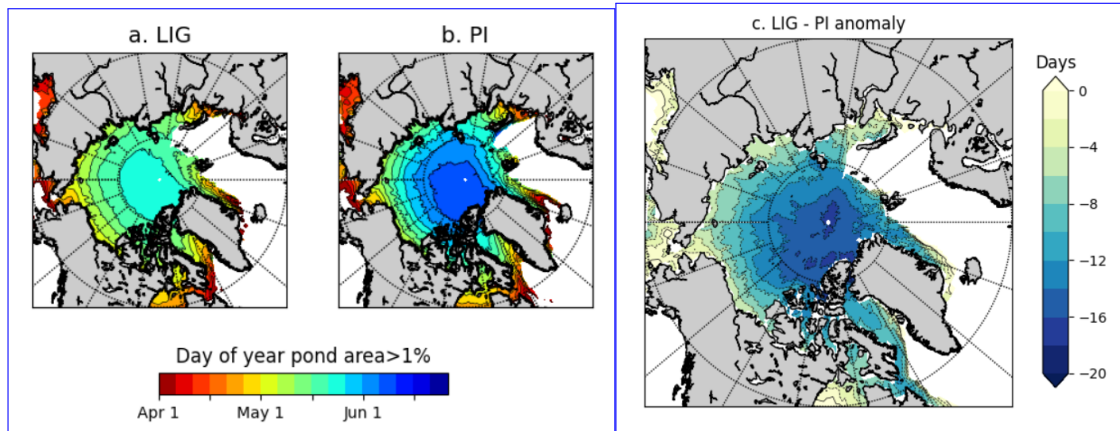 a. LIG
b. PI
Day of year pond area>1%
Apr 1
May 1
Jun 1
c. LIG - PI anomaly
Days
0
−4
−8
−12
−16
−20